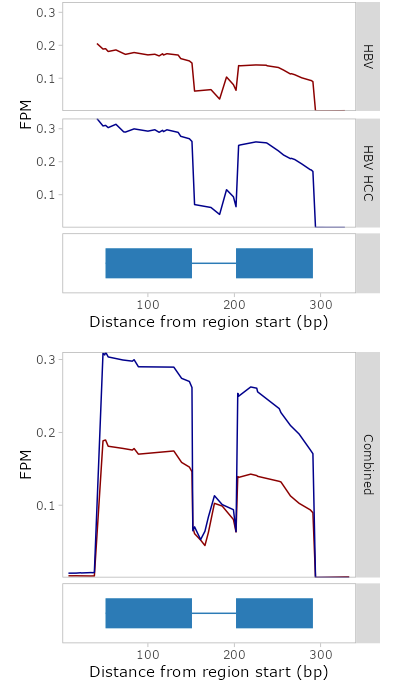 0.3
0.2
0.1
HBV
FPM
0.3
0.2
0.1
HBV HCC
100 200 300
Distance from region start (bp)
0.3
0.2
0.1
FPM
Combined
100 200 300
Distance from region start (bp)